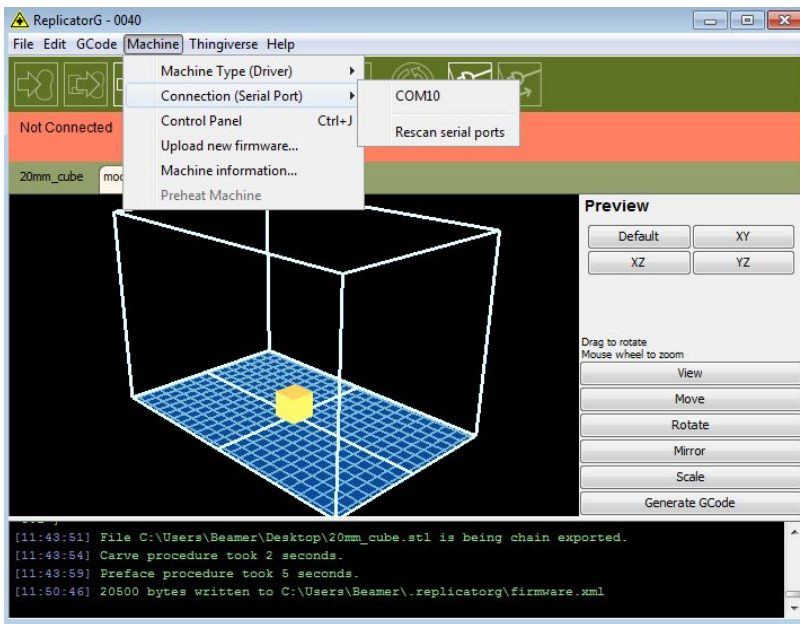 ReplicatorG - 0040
File Edit GCode Machine Thingiverse Help
Machine Type (Driver)
Connection (Serial Port)
COM10
Control Panel Ctrl+J
Rescan serial ports
Not Connected
Upload new firmware...
Machine information...
20mm_cube
Preheat Machine
Preview
Default XY
XZ YZ
Drag to rotate
Mouse wheel to zoom
View
Move
Rotate
Mirror
Scale
Generate GCode
[11:43:51] File C:\Users\Beamer\Desktop\20mm_cube.stl is being chain exported.
[11:43:54] Carve procedure took 2 seconds.
[11:43:59] Preface procedure took 5 seconds.
[11:50:46] 20500 bytes written to C:\Users\Beamer\.replicatorg\firmware.xml